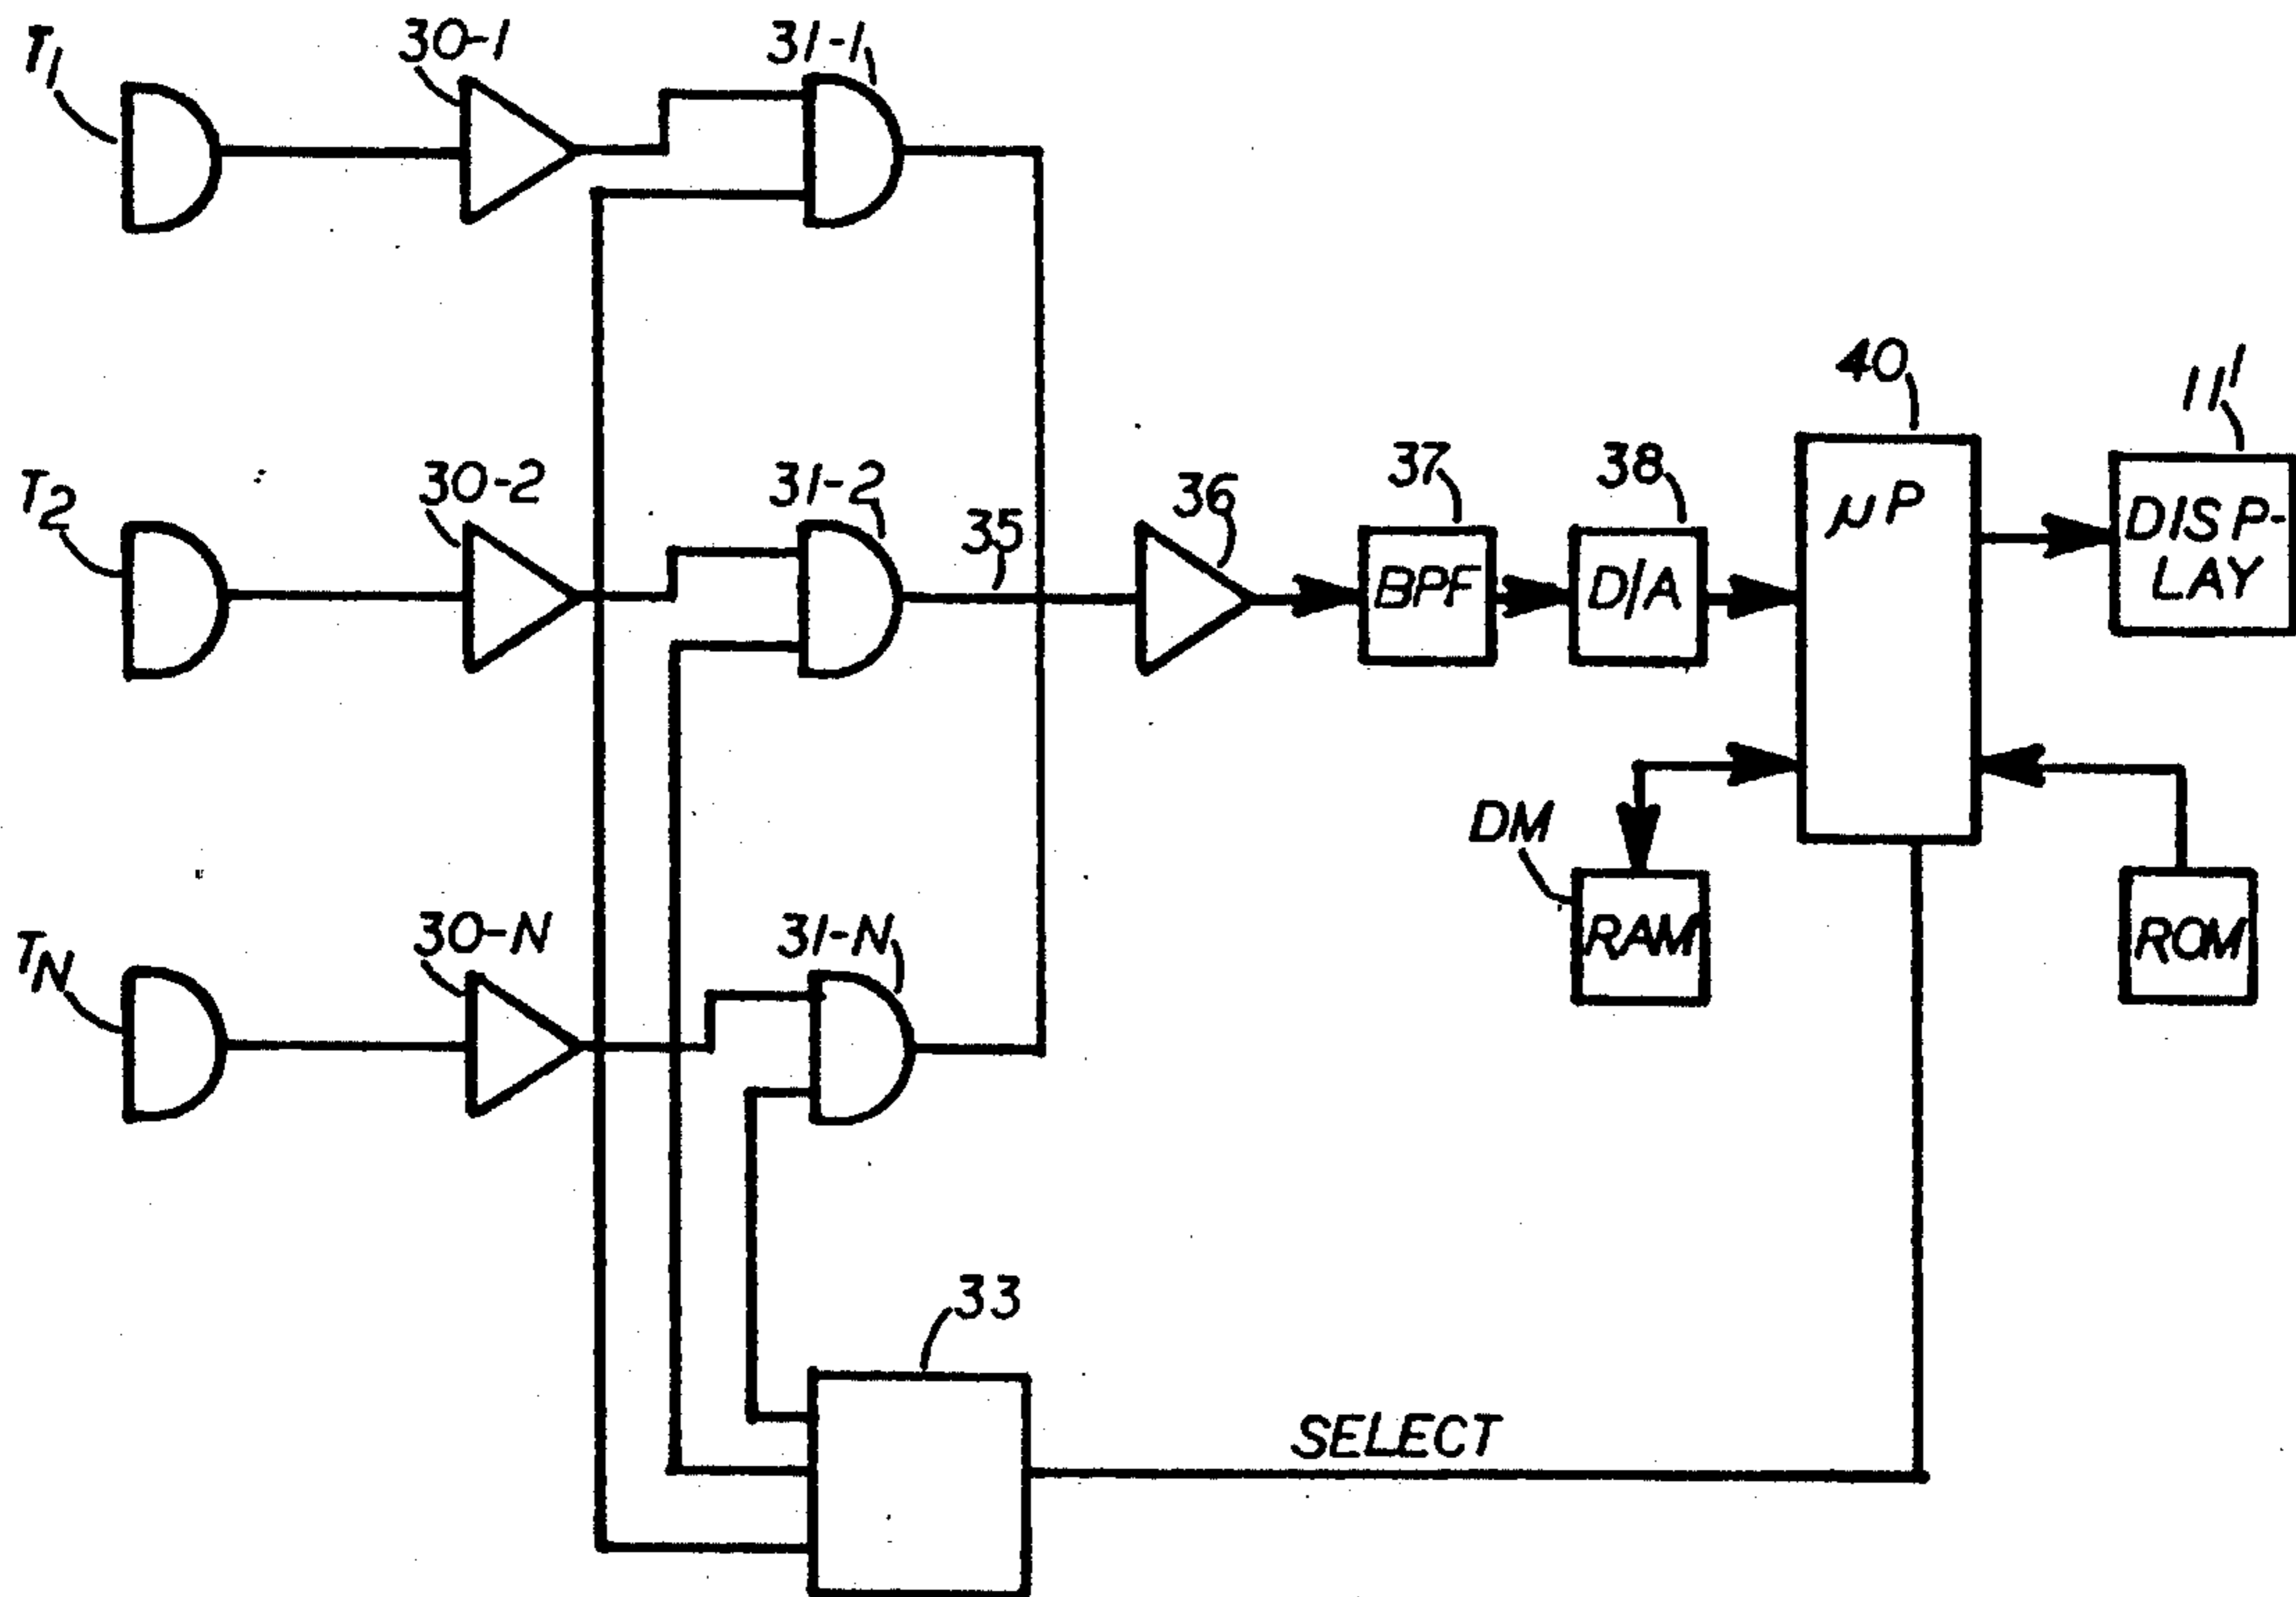 T1
30-1
31-1
T2
30-2
31-2
35
36
37
38
40
11'
BPF
D/A
μP
DISP-
LAY
TN
30-N
31-N
DM
RAM
ROM
33
SELECT